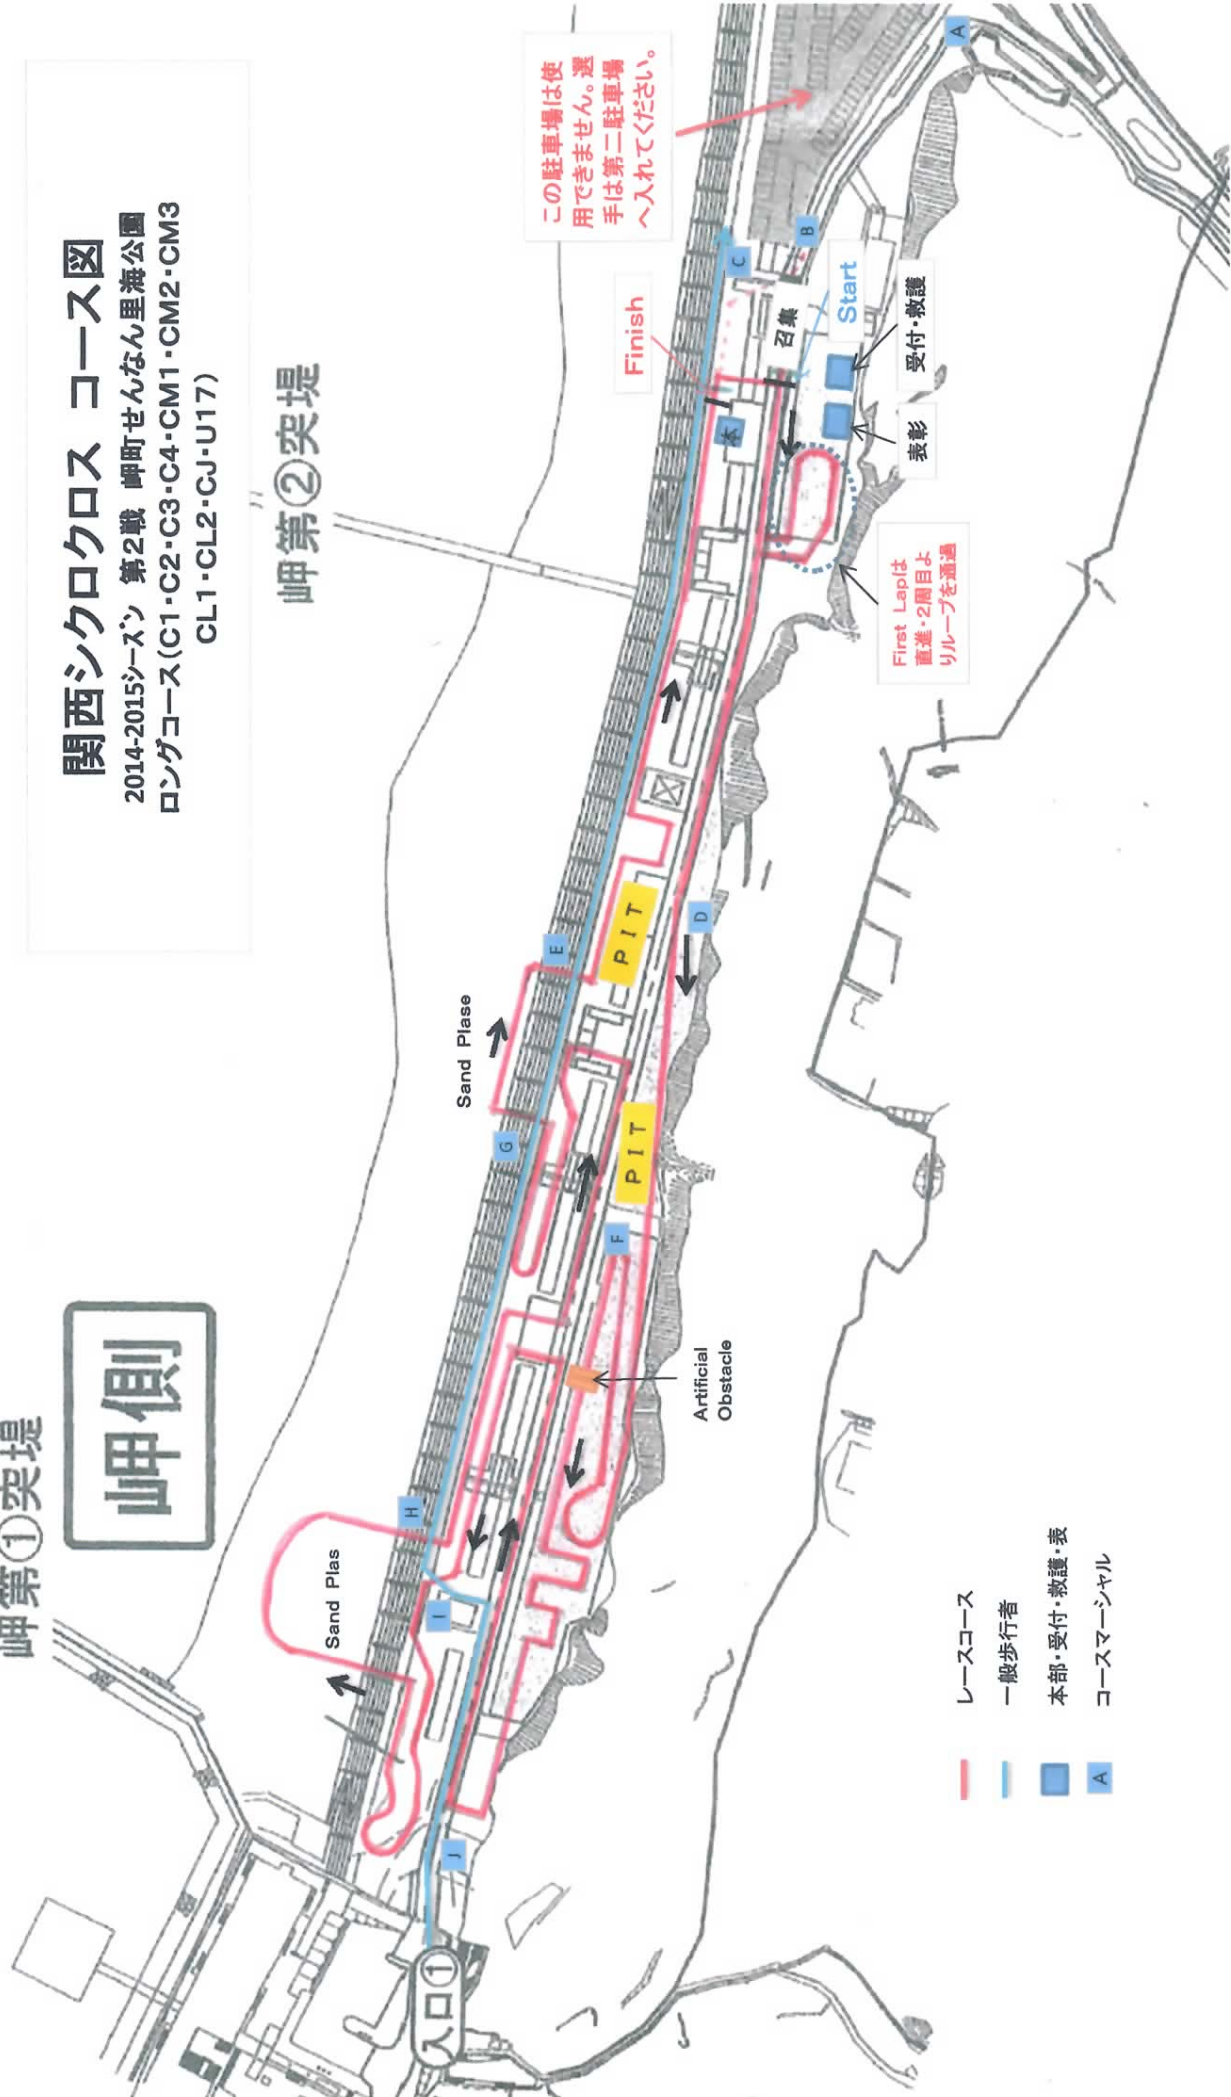 関西シクロクロス コース図
2014-2015シーズン 第2戦 岬町せんなん里海公園
ロングコース(C1・C2・C3・C4・CM1・CM2・CM3
CL1・CL2・CJ・U17)
岬第①突堤
岬側
岬第②突堤
この駐車場は使
用できません。選
手は第二駐車場
へ入れてください。
Finish
Start
召集
本
受付・救護
表彰
First Lapは
直進・2周目よ
りループを通過
PIT
PIT
Sand Plase
Sand Plas
Artificial
Obstacle
A
B
C
D
E
F
G
H
I
J
入口①
レースコース
一般歩行者
本部・受付・救護・表
A
コースマーシャル